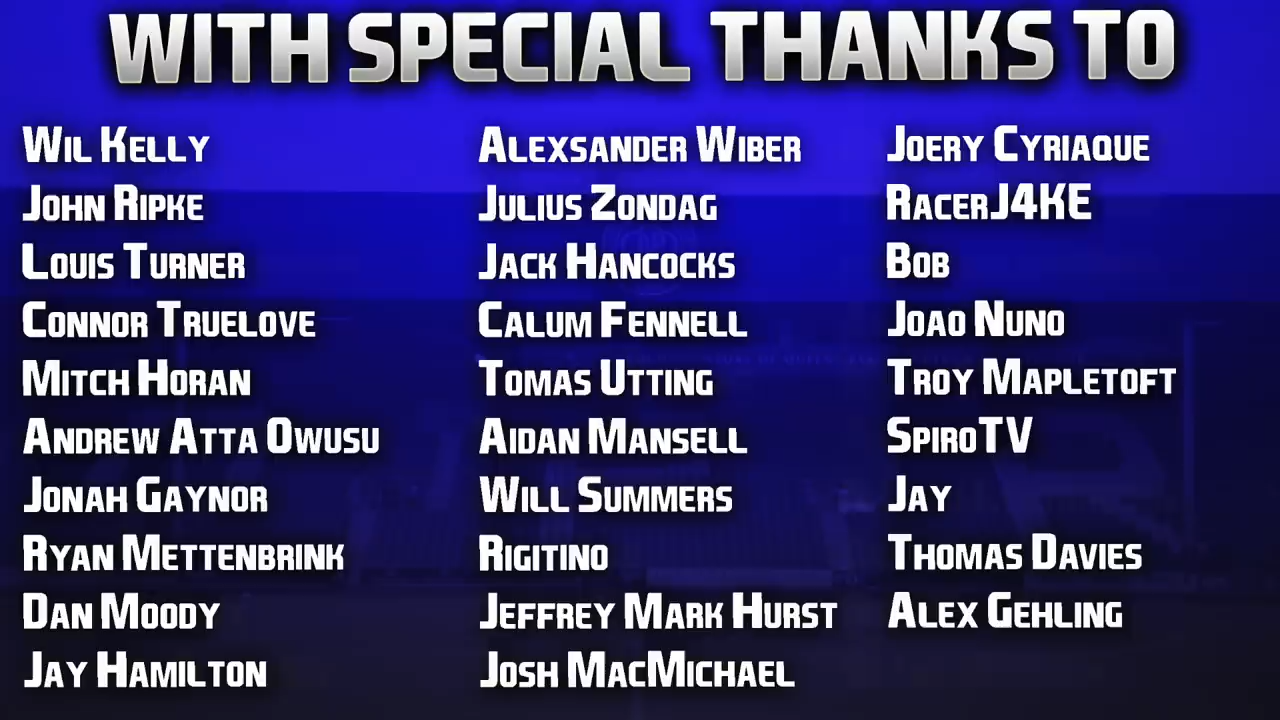 WITH SPECIAL THANKS TO
WIL KELLY
JOHN RIPKE
LOUIS TURNER
CONNOR TRUELOVE
MITCH HORAN
ANDREW ATTA OWUSU
JONAH GAYNOR
RYAN METTENBRINK
DAN MOODY
JAY HAMILTON
ALEXSANDER WIBER
JULIUS ZONDAG
JACK HANCOCKS
CALUM FENNELL
TOMAS UTTING
AIDAN MANSELL
WILL SUMMERS
RIGITINO
JEFFREY MARK HURST
JOSH MACMICHAEL
JOERY CYRIAQUE
RACERJ4KE
BOB
JOAO NUNO
TROY MAPLETOFT
SPIROTV
JAY
THOMAS DAVIES
ALEX GEHLING